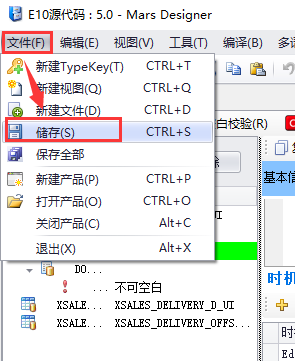 E10源代码 : 5.0 - Mars Designer
文件(F) 编辑(E) 视图(V) 工具(T) 编译(B) 多
新建TypeKey(T) CTRL+T
新建视图(Q) CTRL+Q
新建文件(D) CTRL+D
储存(S) CTRL+S
保存全部
新建产品(P) CTRL+P
打开产品(O) CTRL+O
关闭产品(C) Alt+C
退出(X) Alt+X
白校验(R)
复
除
基本信
UI
DO...
... 不可空白
XSALE... XSALES_DELIVERY_D_UI
XSALE... XSALES_DELIVERY_OFFS...
时机
时
Ed